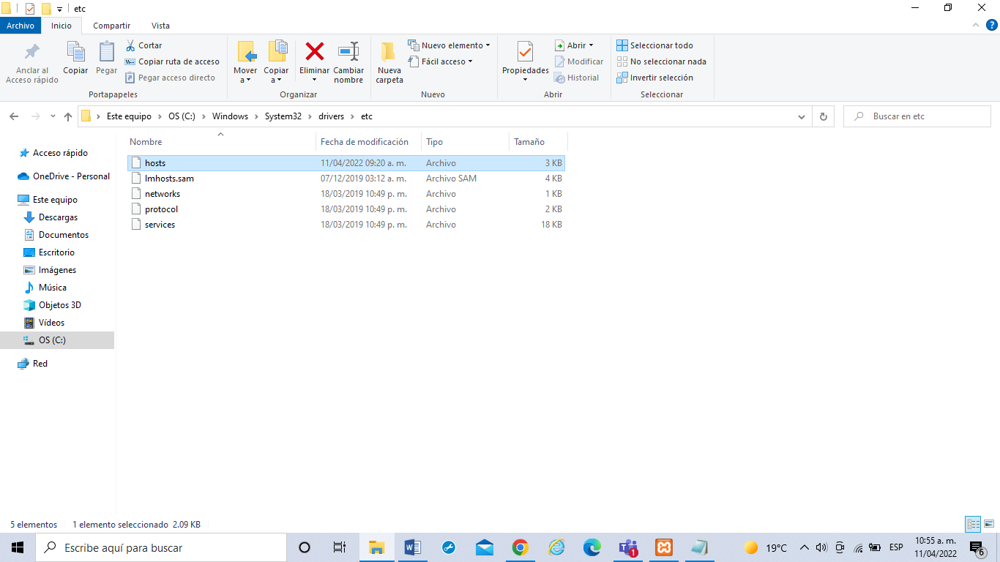 etc
Archivo Inicio Compartir Vista
Anclar al Acceso rápido
Copiar
Pegar
Cortar
Copiar ruta de acceso
Pegar acceso directo
Portapapeles
Mover a
Copiar a
Eliminar
Cambiar nombre
Organizar
Nueva carpeta
Nuevo elemento
Fácil acceso
Nuevo
Propiedades
Abrir
Modificar
Historial
Abrir
Seleccionar todo
No seleccionar nada
Invertir selección
Seleccionar
Este equipo > OS (C:) > Windows > System32 > drivers > etc
Buscar en etc
Acceso rápido
OneDrive - Personal
Este equipo
Descargas
Documentos
Escritorio
Imágenes
Música
Objetos 3D
Vídeos
OS (C:)
Red
Nombre Fecha de modificación Tipo Tamaño
hosts 11/04/2022 09:20 a. m. Archivo 3 KB
lmhosts.sam 07/12/2019 03:12 a. m. Archivo SAM 4 KB
networks 18/03/2019 10:49 p. m. Archivo 1 KB
protocol 18/03/2019 10:49 p. m. Archivo 2 KB
services 18/03/2019 10:49 p. m. Archivo 18 KB
5 elementos 1 elemento seleccionado 2.09 KB
Escribe aquí para buscar
1
19°C
ESP
10:55 a. m.
11/04/2022
6